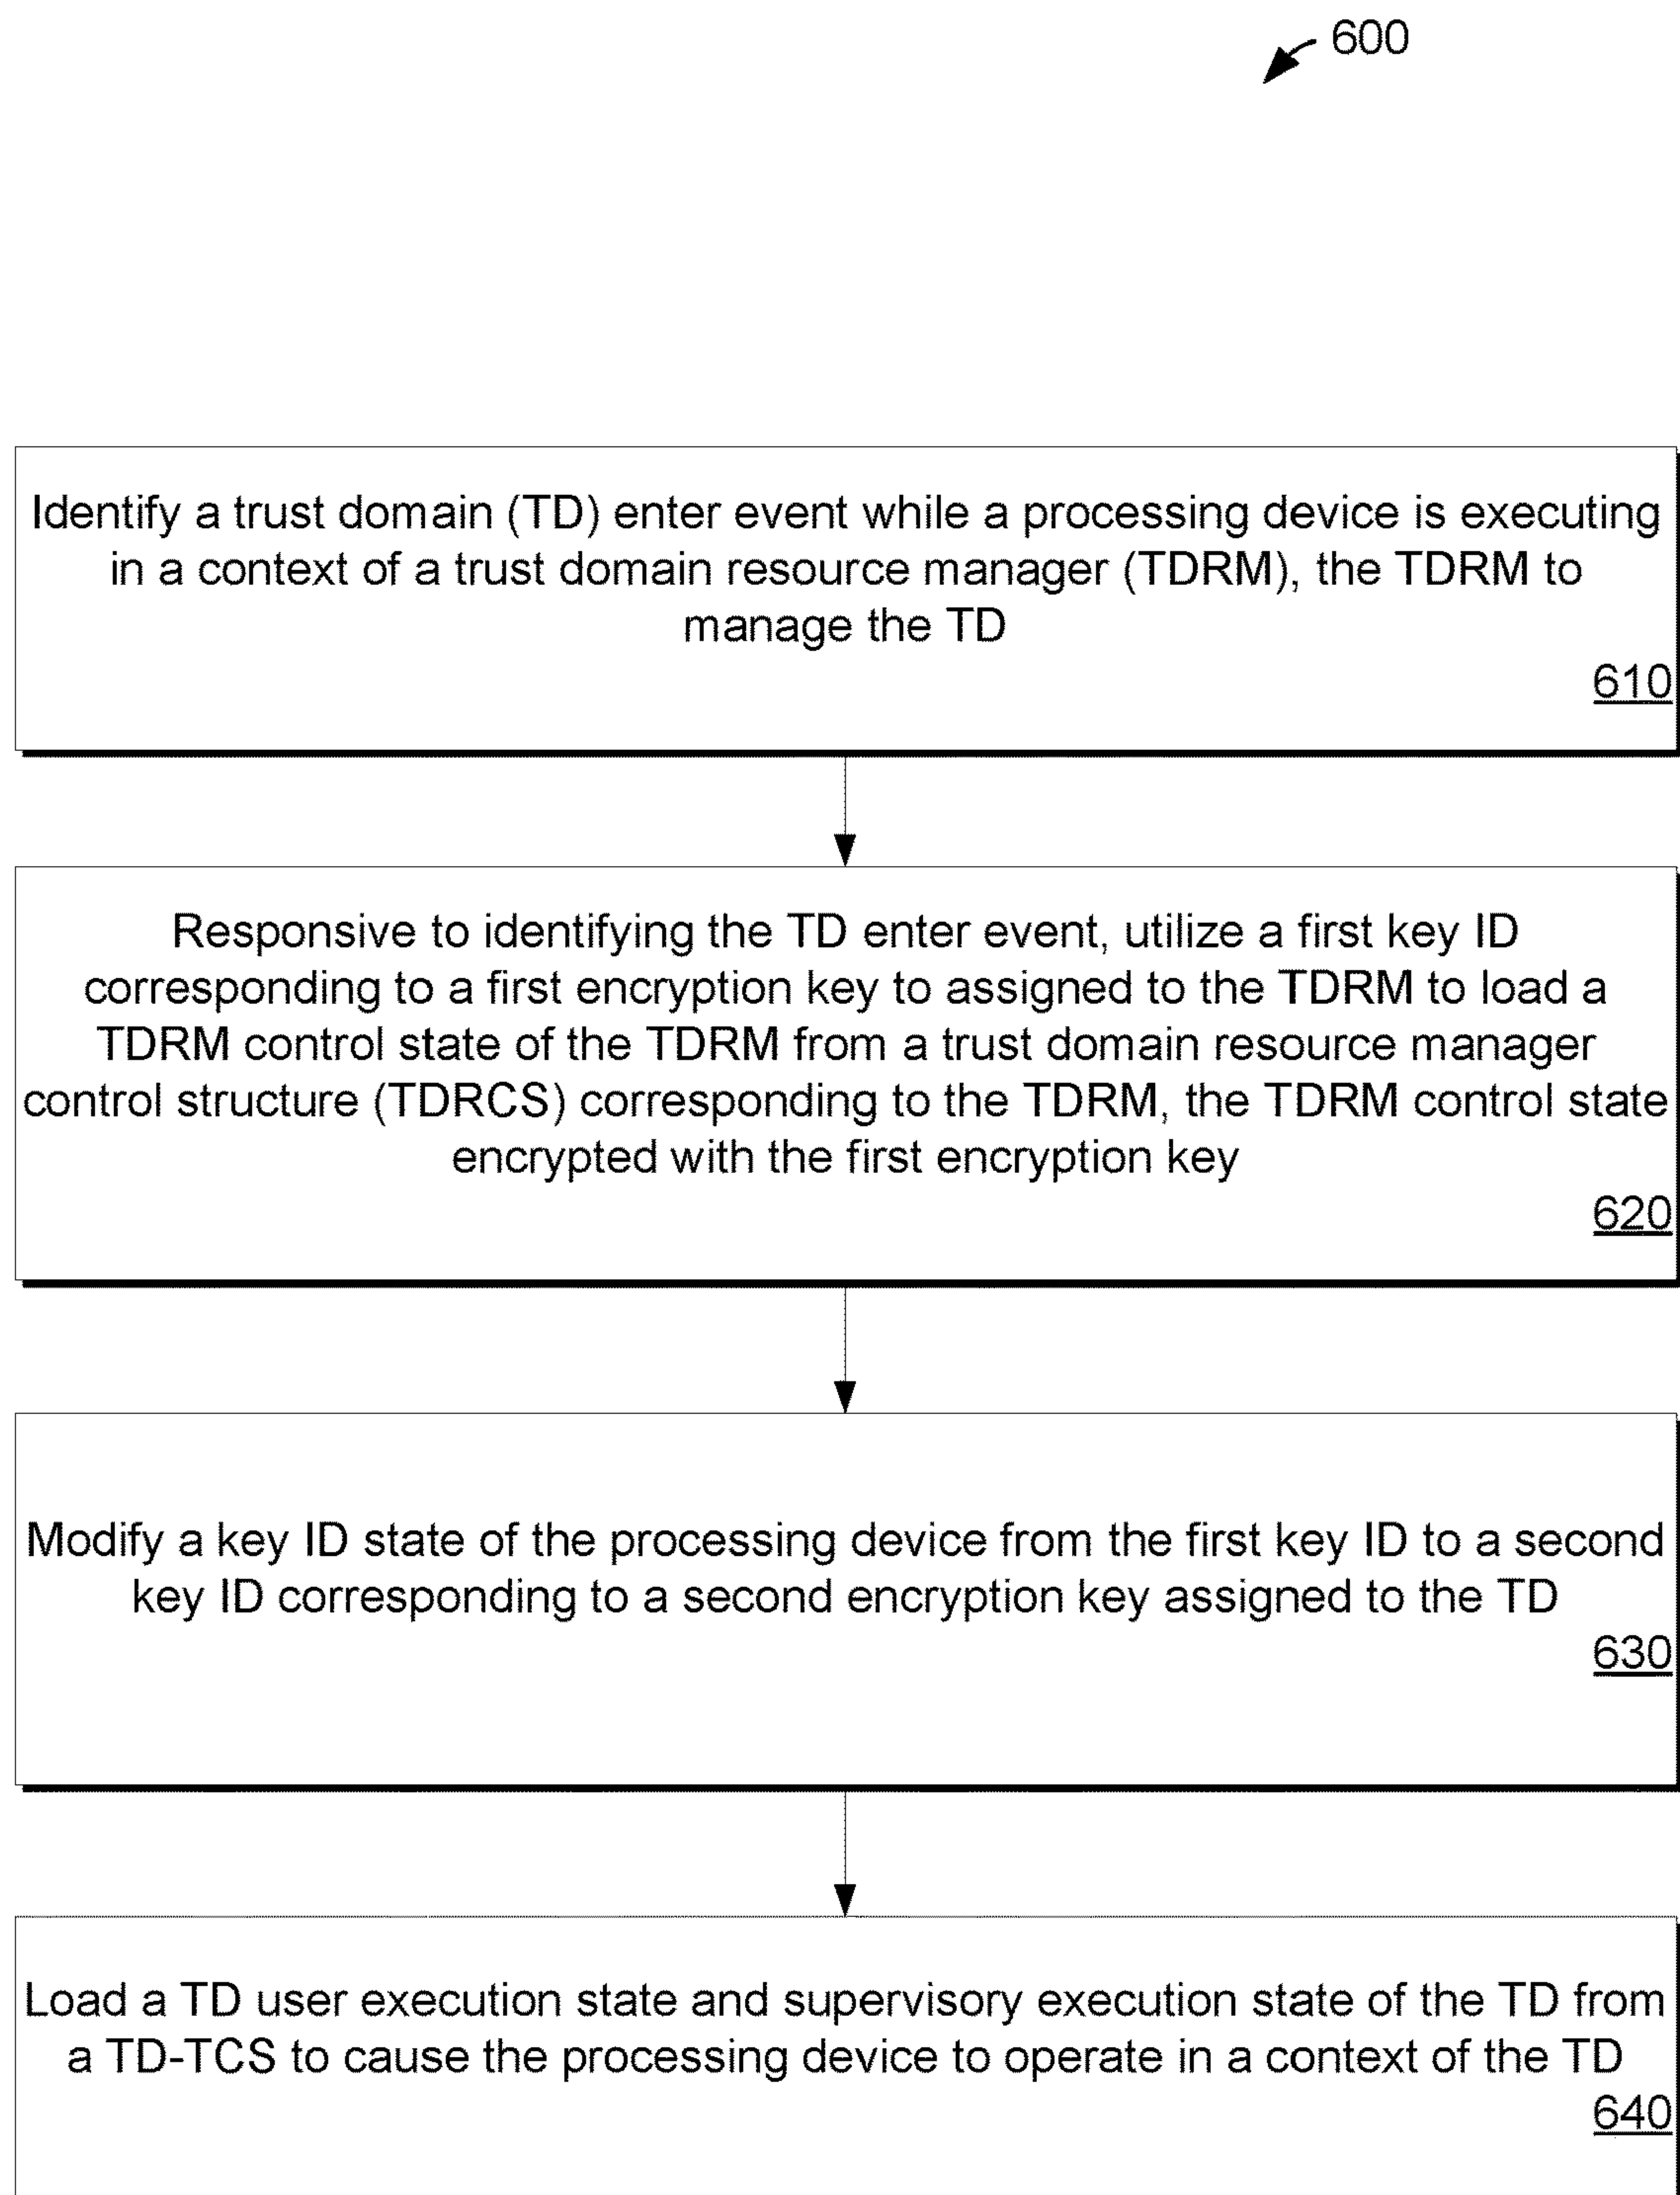 600
Identify a trust domain (TD) enter event while a processing device is executing
in a context of a trust domain resource manager (TDRM), the TDRM to
manage the TD
610
Responsive to identifying the TD enter event, utilize a first key ID
corresponding to a first encryption key to assigned to the TDRM to load a
TDRM control state of the TDRM from a trust domain resource manager
control structure (TDRCS) corresponding to the TDRM, the TDRM control state
encrypted with the first encryption key
620
Modify a key ID state of the processing device from the first key ID to a second
key ID corresponding to a second encryption key assigned to the TD
630
Load a TD user execution state and supervisory execution state of the TD from
a TD-TCS to cause the processing device to operate in a context of the TD
640